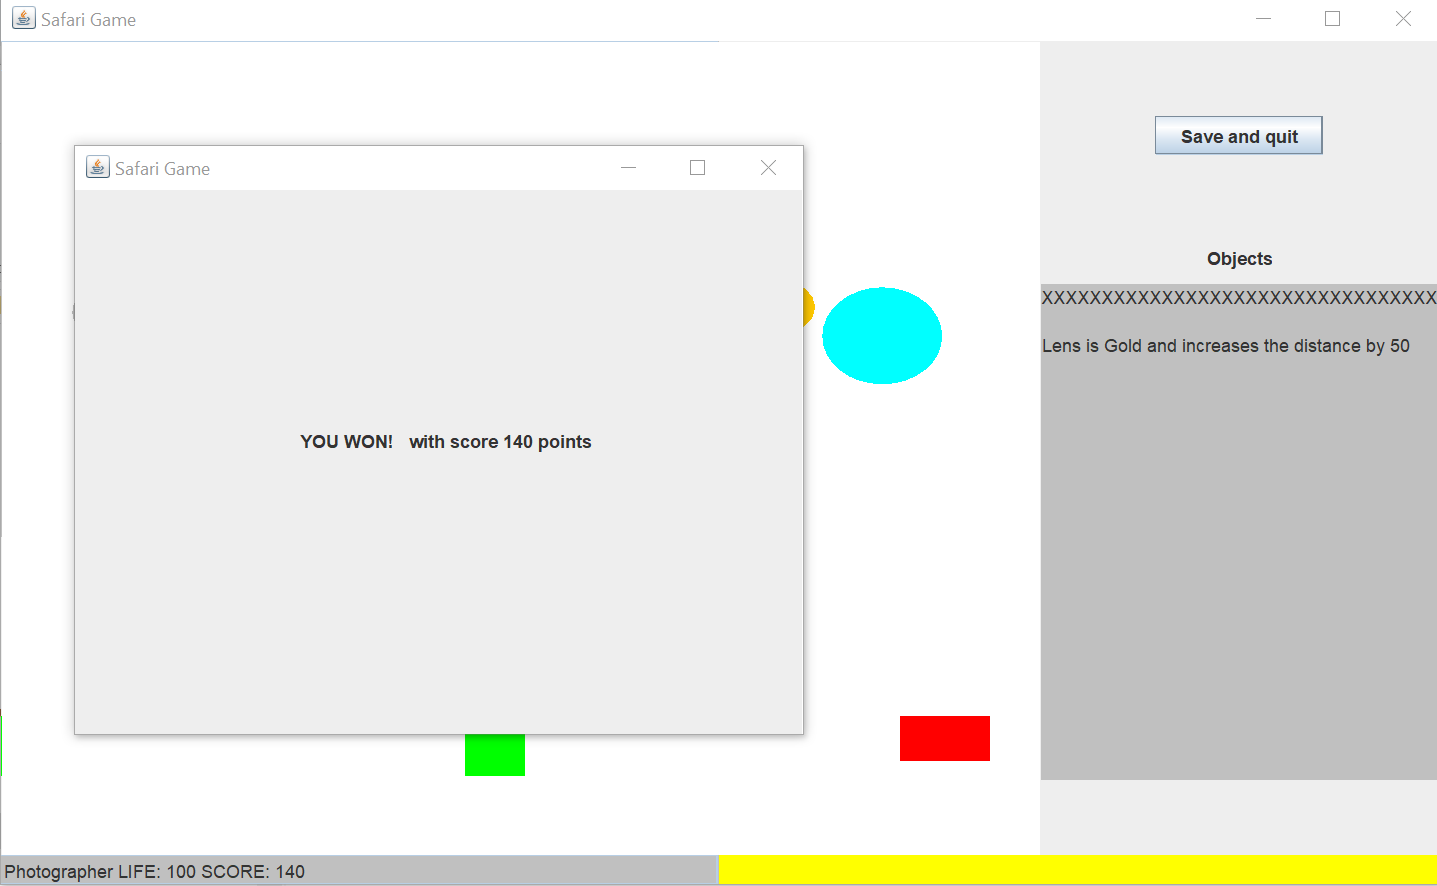 Safari Game
Save and quit
Safari Game
Objects
XXXXXXXXXXXXXXXXXXXXXXXXXXXXXXXXX
Lens is Gold and increases the distance by 50
YOU WON! with score 140 points
Photographer LIFE: 100 SCORE: 140